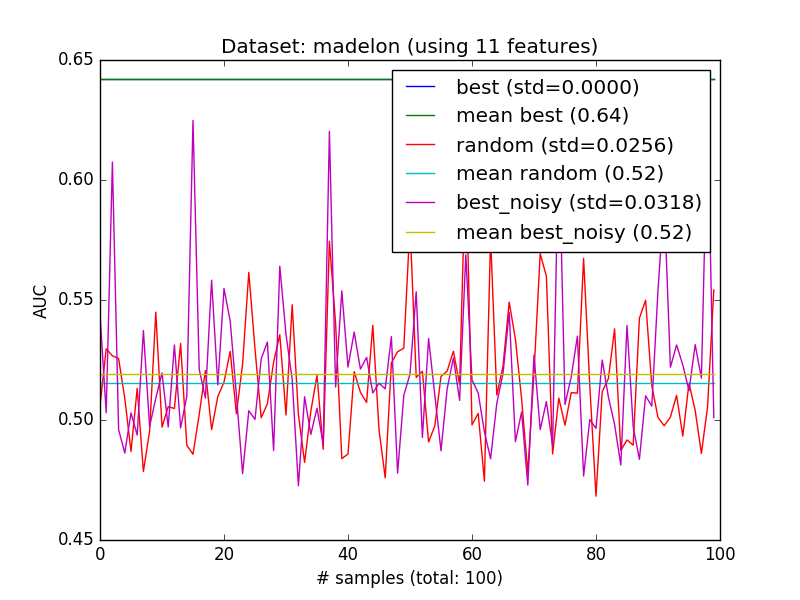 Dataset: madelon (using 11 features)
0.65
0.60
0.55
0.50
0.45
AUC
best (std=0.0000)
mean best (0.64)
random (std=0.0256)
mean random (0.52)
best_noisy (std=0.0318)
mean best_noisy (0.52)
0 20 40 60 80 100
# samples (total: 100)